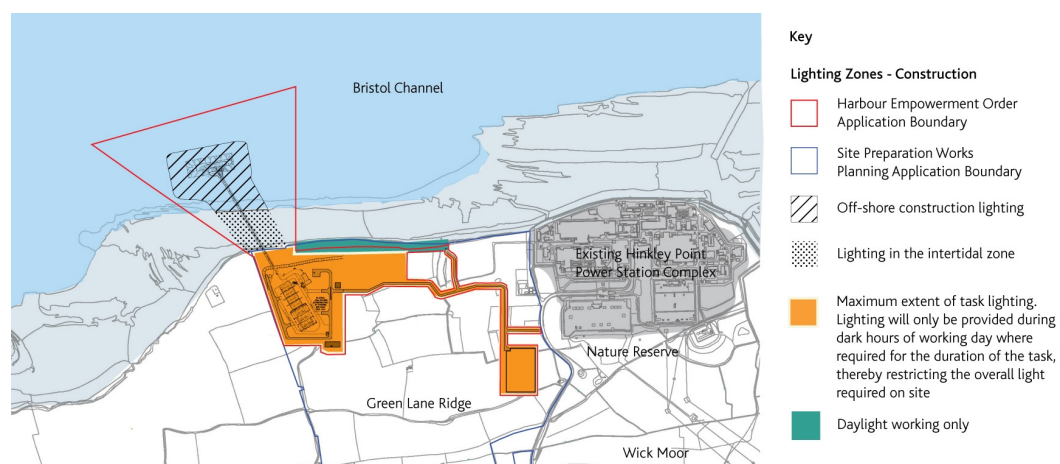 Bristol Channel
Existing Hinkley Point
Power Station Complex
Nature Reserve
Green Lane Ridge
Wick Moor
Key
Lighting Zones - Construction
Harbour Empowerment Order
Application Boundary
Site Preparation Works
Planning Application Boundary
Off-shore construction lighting
Lighting in the intertidal zone
Maximum extent of task lighting.
Lighting will only be provided during
dark hours of working day where
required for the duration of the task,
thereby restricting the overall light
required on site
Daylight working only